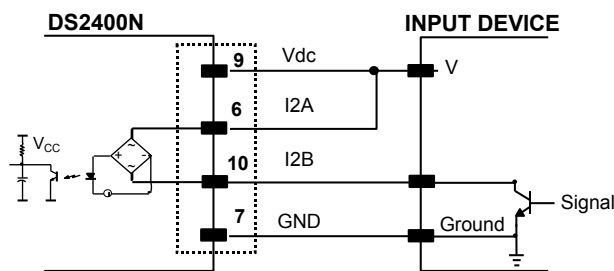 DS2400N
INPUT DEVICE
9 Vdc V
6 I2A
VCC
10 I2B
Signal
7 GND Ground